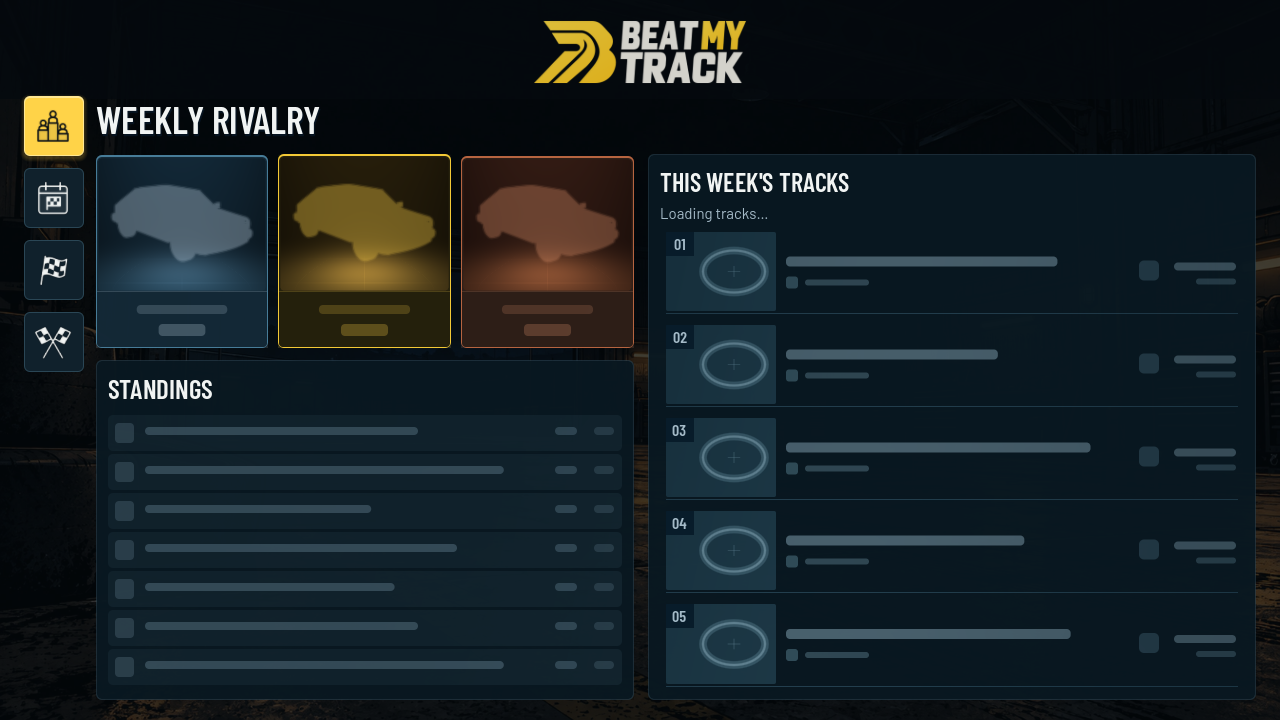 BEAT MY
TRACK
WEEKLY RIVALRY
THIS WEEK'S TRACKS
Loading tracks...
01
02
03
04
05
STANDINGS